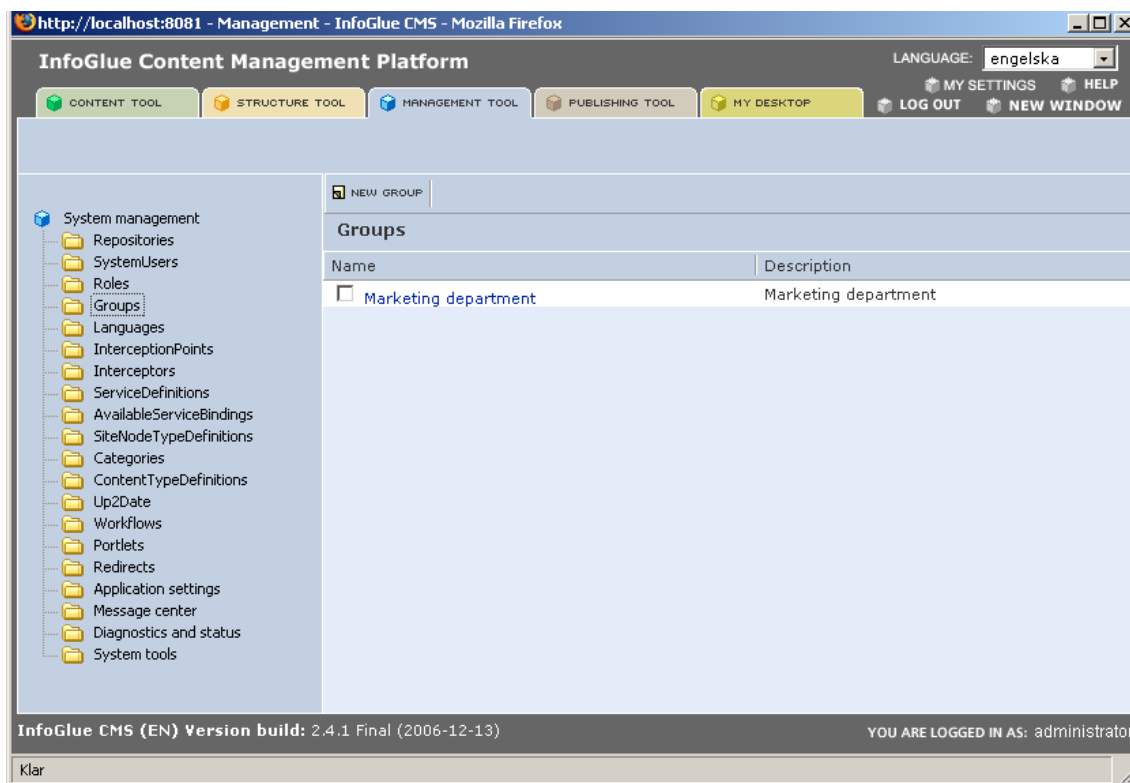 http://localhost:8081 - Management - InfoGlue CMS - Mozilla Firefox
InfoGlue Content Management Platform
LANGUAGE: engelska
MY SETTINGS HELP
LOG OUT NEW WINDOW
CONTENT TOOL STRUCTURE TOOL MANAGEMENT TOOL PUBLISHING TOOL MY DESKTOP
NEW GROUP
System management
Repositories
SystemUsers
Roles
Groups
Languages
InterceptionPoints
Interceptors
ServiceDefinitions
AvailableServiceBindings
SiteNodeTypeDefinitions
Categories
ContentTypeDefinitions
Up2Date
Workflows
Portlets
Redirects
Application settings
Message center
Diagnostics and status
System tools
Groups
Name Description
Marketing department Marketing department
InfoGlue CMS (EN) Version build: 2.4.1 Final (2006-12-13)
YOU ARE LOGGED IN AS: administrator
Klar